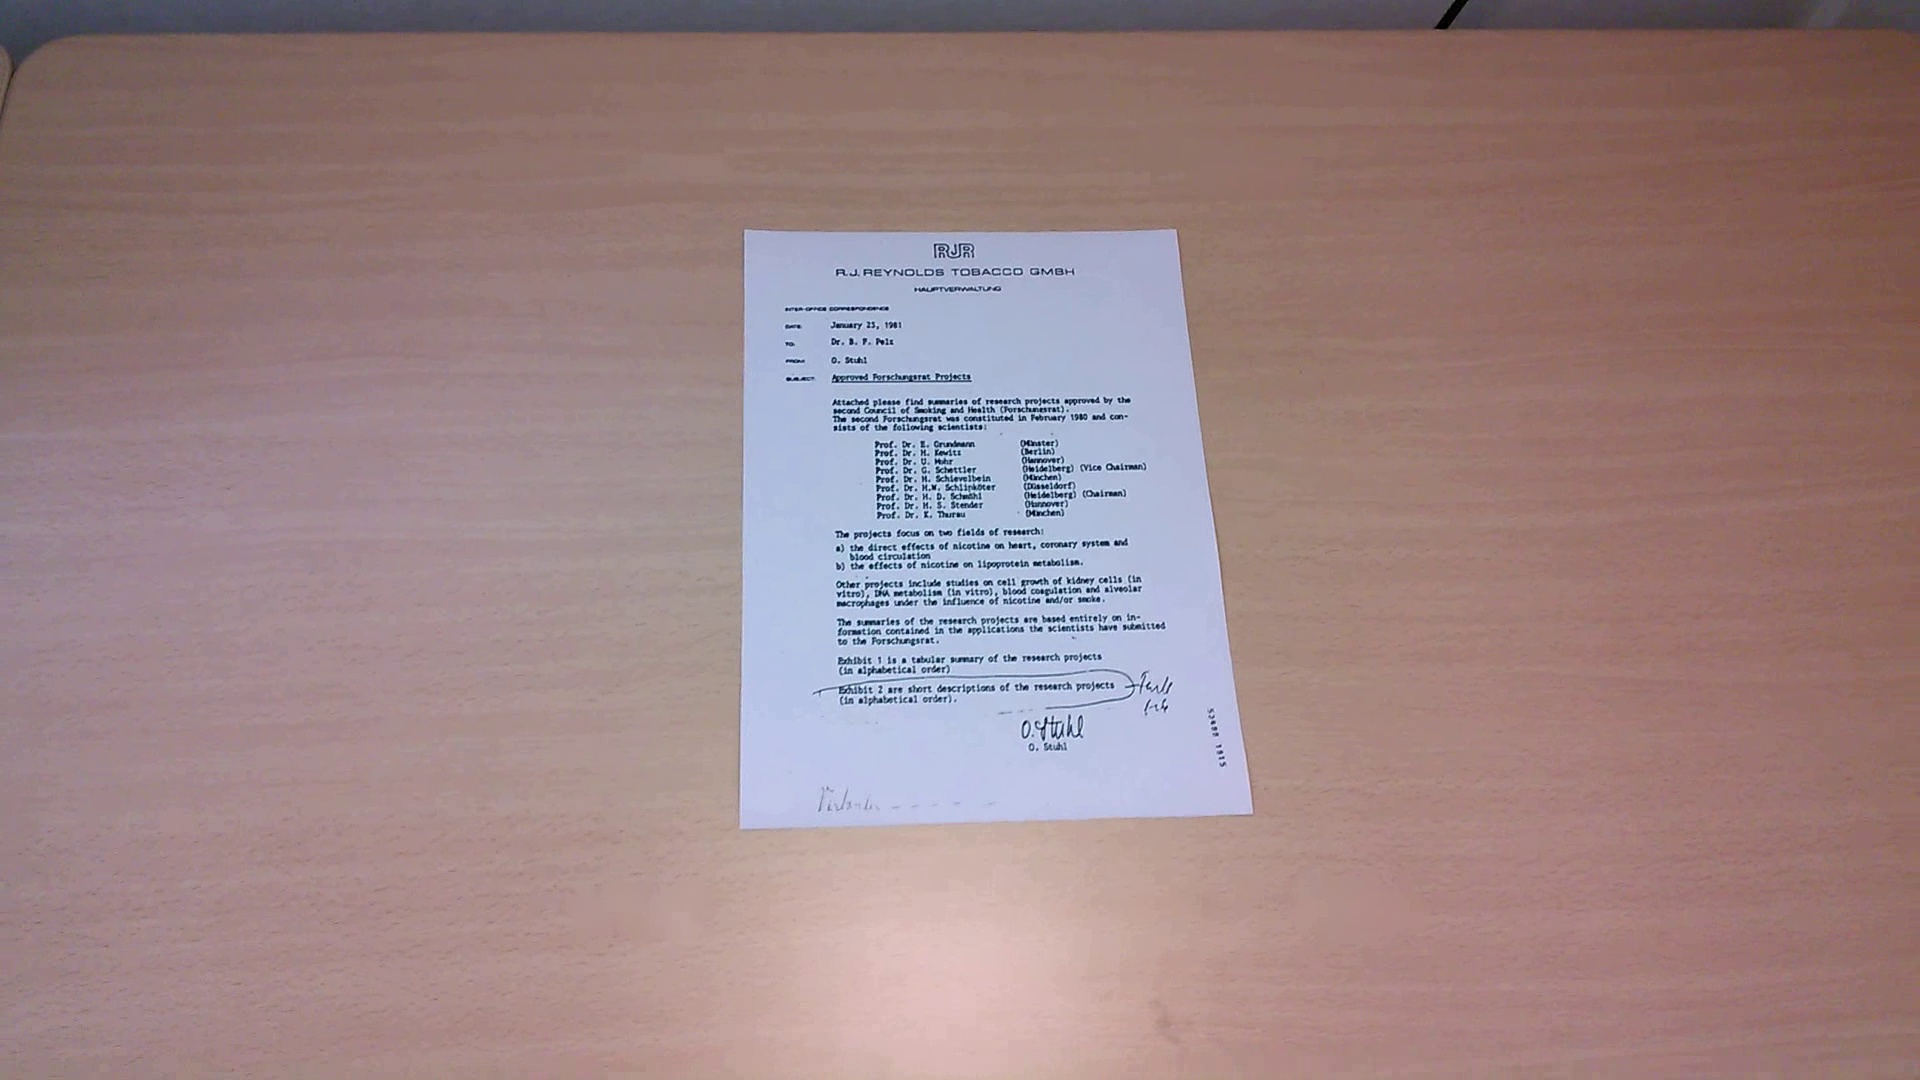 RJR
R.J. REYNOLDS TOBACCO GMBH
HAUPTVERWALTUNG
INTER-OFFICE CORRESPONDENCE
DATE: January 23, 1981
TO: Dr. B. F. Pelz
FROM: O. Stuhl
SUBJECT: Approved Forschungsrat Projects
Attached please find summaries of research projects approved by the
second Council of Smoking and Health (Forschungsrat).
The second Forschungsrat was constituted in February 1980 and con-
sists of the following scientists:
Prof. Dr. E. Grundmann (Münster)
Prof. Dr. H. Kewitz (Berlin)
Prof. Dr. U. Mohr (Hannover)
Prof. Dr. G. Schettler (Heidelberg) (Vice Chairman)
Prof. Dr. H. Schievelbein (München)
Prof. Dr. H.W. Schlipköter (Düsseldorf)
Prof. Dr. H. D. Schmähl (Heidelberg) (Chairman)
Prof. Dr. H. S. Stender (Hannover)
Prof. Dr. K. Thurau (München)
The projects focus on two fields of research:
a) the direct effects of nicotine on heart, coronary system and
blood circulation
b) the effects of nicotine on lipoprotein metabolism.
Other projects include studies on cell growth of kidney cells (in
vitro), DNA metabolism (in vitro), blood coagulation and alveolar
macrophages under the influence of nicotine and/or smoke.
The summaries of the research projects are based entirely on in-
formation contained in the applications the scientists have submitted
to the Forschungsrat.
Exhibit 1 is a tabular summary of the research projects
(in alphabetical order)
Exhibit 2 are short descriptions of the research projects
(in alphabetical order).
O. Stuhl
O. Stuhl